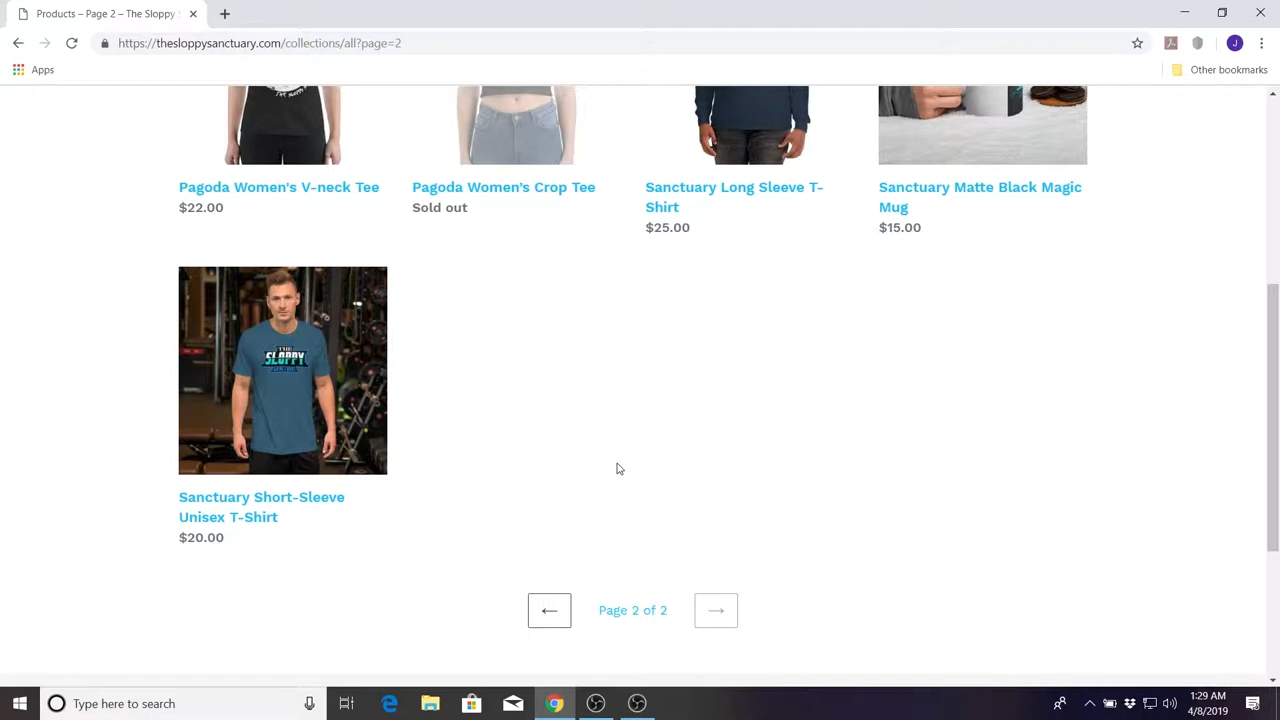 Products – Page 2 – The Sloppy
https://thesloppysanctuary.com/collections/all?page=2
J
Apps
Other bookmarks
Pagoda Women's V-neck Tee
$22.00
Pagoda Women’s Crop Tee
Sold out
Sanctuary Long Sleeve T-
Shirt
$25.00
Sanctuary Matte Black Magic
Mug
$15.00
THE
SLOPPY
Sanctuary Short-Sleeve
Unisex T-Shirt
$20.00
← Page 2 of 2 →
Type here to search
1:29 AM
4/8/2019